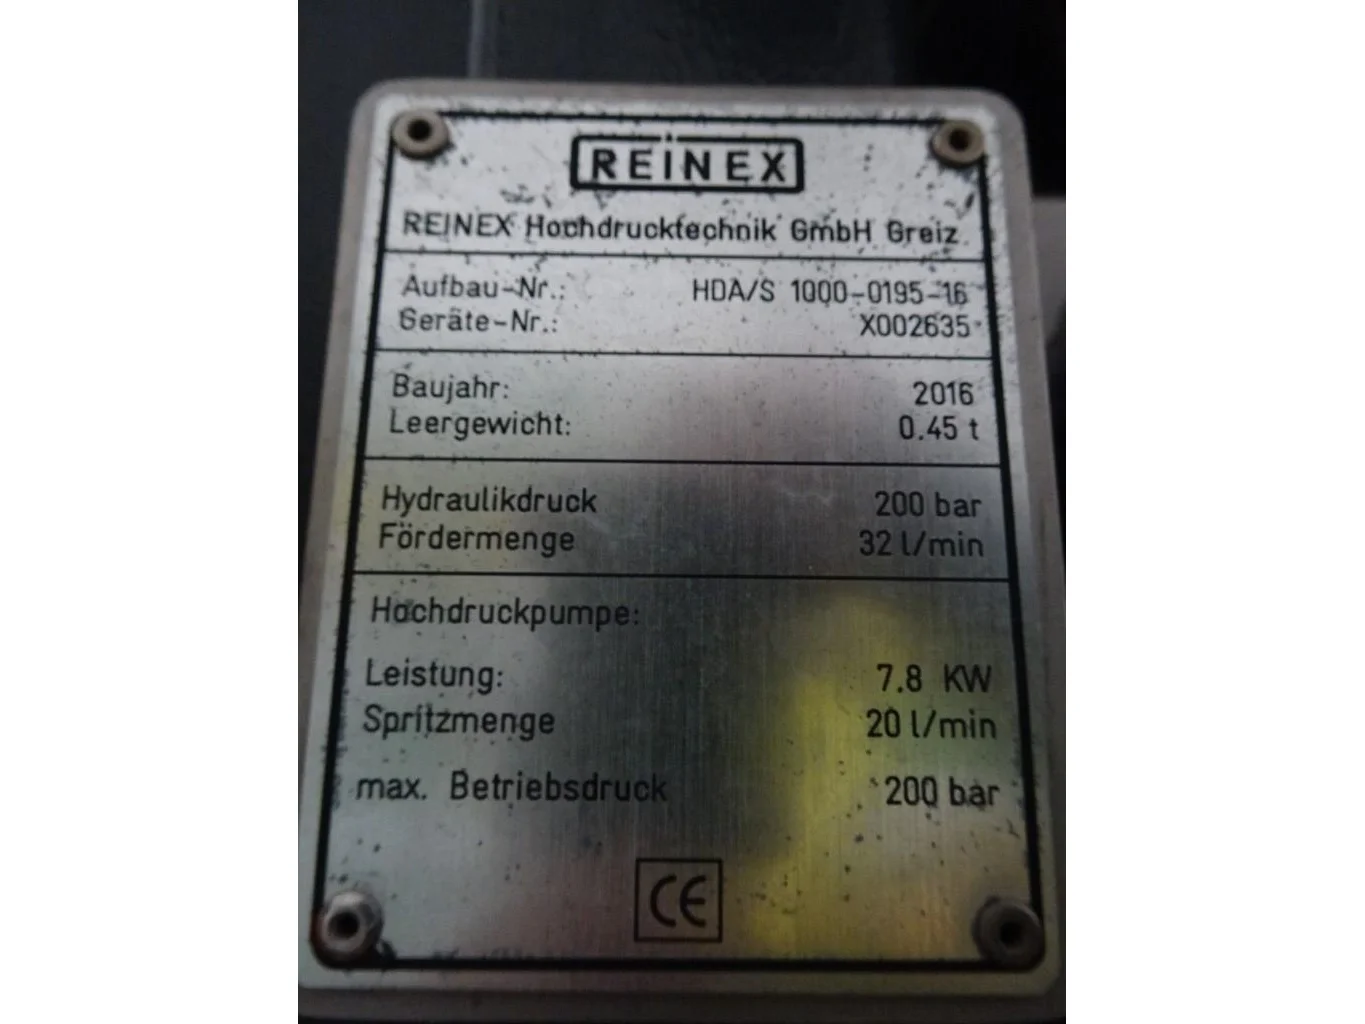 REINEX
REINEX Hochdrucktechnik GmbH Greiz
Aufbau-Nr.: HDA/S 1000-0195-16
Geräte-Nr.: X002635
Baujahr: 2016
Leergewicht: 0.45 t
Hydraulikdruck 200 bar
Fördermenge 32 l/min
Hochdruckpumpe:
Leistung: 7.8 KW
Spritzmenge 20 l/min
max. Betriebsdruck 200 bar
CE